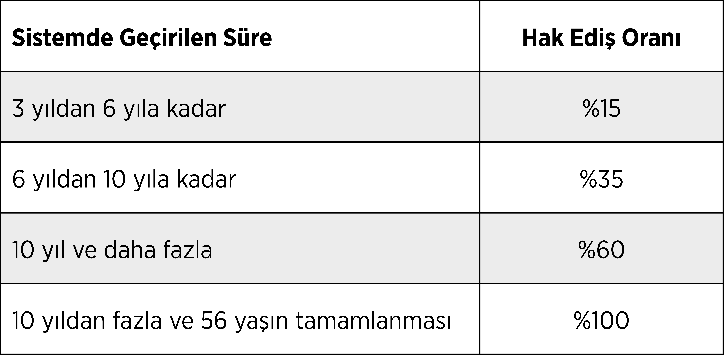 Sistemde Geçirilen Süre Hak Ediş Oranı
3 yıldan 6 yıla kadar %15
6 yıldan 10 yıla kadar %35
10 yıl ve daha fazla %60
10 yıldan fazla ve 56 yaşın tamamlanması %100